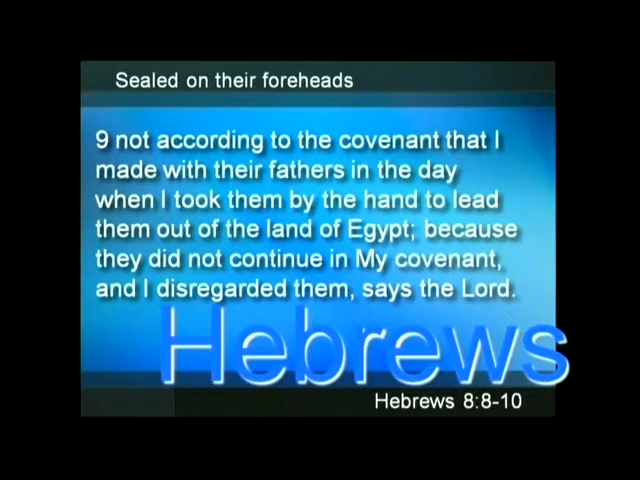 Sealed on their foreheads
9 not according to the covenant that I
made with their fathers in the day
when I took them by the hand to lead
them out of the land of Egypt; because
they did not continue in My covenant,
and I disregarded them, says the Lord.
Hebrews
Hebrews 8:8-10